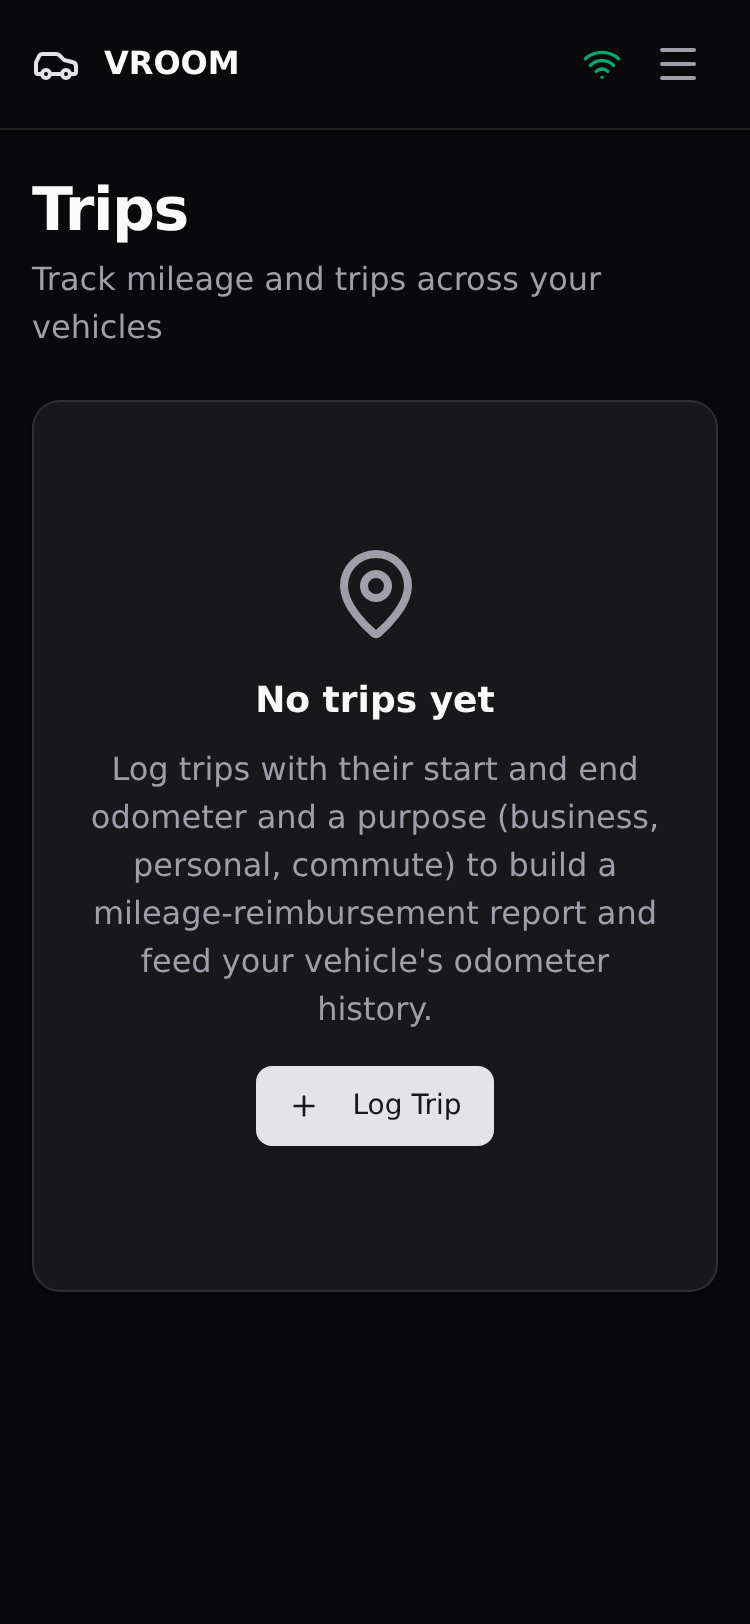 VROOM
Trips
Track mileage and trips across your
vehicles
No trips yet
Log trips with their start and end
odometer and a purpose (business,
personal, commute) to build a
mileage-reimbursement report and
feed your vehicle's odometer
history.
Log Trip